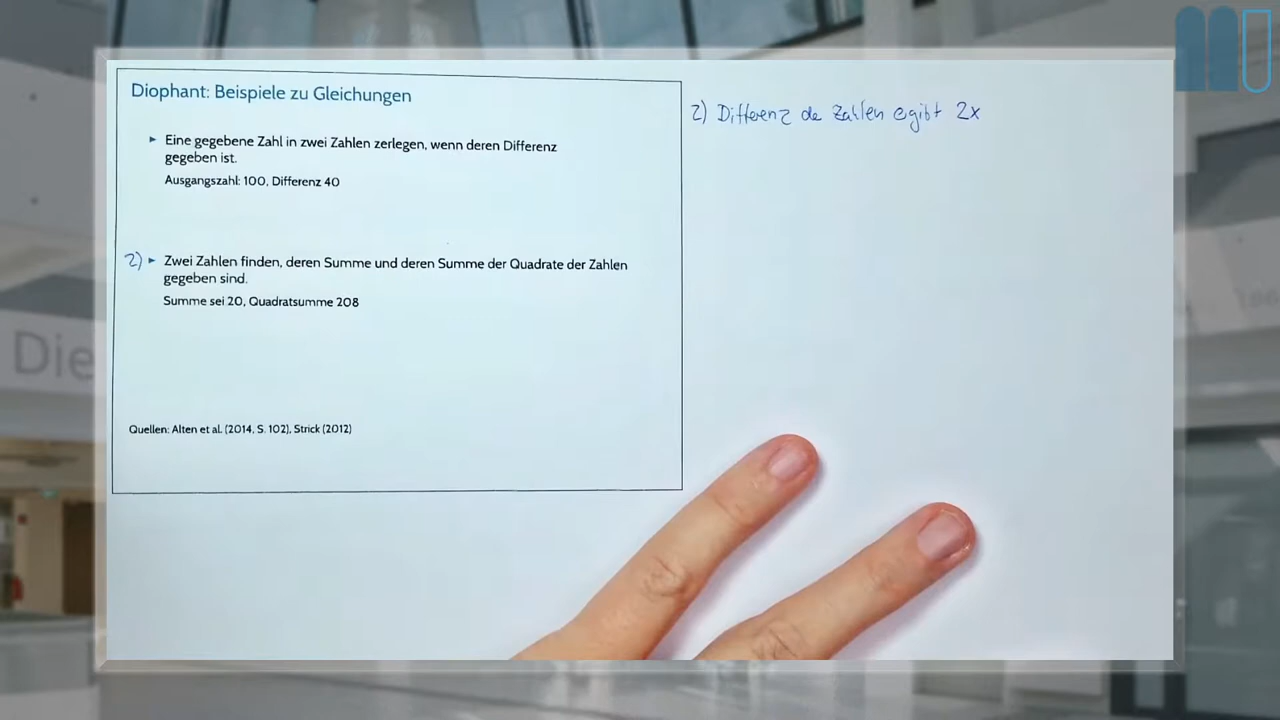 Diophant: Beispiele zu Gleichungen
▸ Eine gegebene Zahl in zwei Zahlen zerlegen, wenn deren Differenz
gegeben ist.
Ausgangszahl: 100, Differenz 40
2) ▸ Zwei Zahlen finden, deren Summe und deren Summe der Quadrate der Zahlen
gegeben sind.
Summe sei 20, Quadratsumme 208
Quellen: Alten et al. (2014, S. 102), Strick (2012)
2) Differenz de Zahlen ergibt 2x
Die